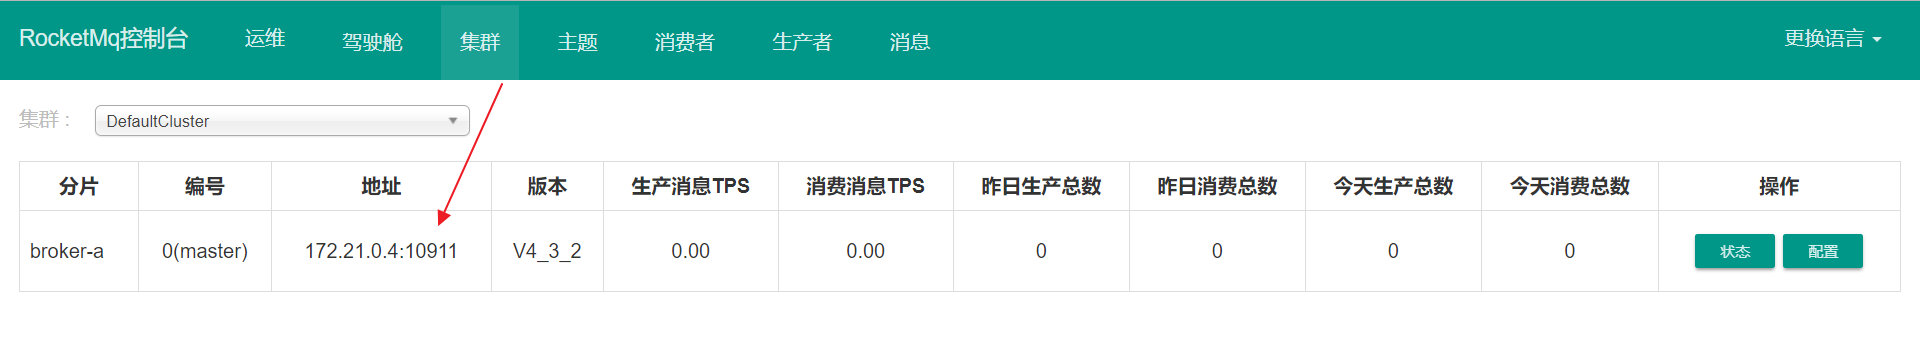 RocketMq控制台 运维 驾驶舱 集群 主题 消费者 生产者 消息 更换语言
集群： DefaultCluster
分片 编号 地址 版本 生产消息TPS 消费消息TPS 昨日生产总数 昨日消费总数 今天生产总数 今天消费总数 操作
broker-a 0(master) 172.21.0.4:10911 V4_3_2 0.00 0.00 0 0 0 0 状态 配置